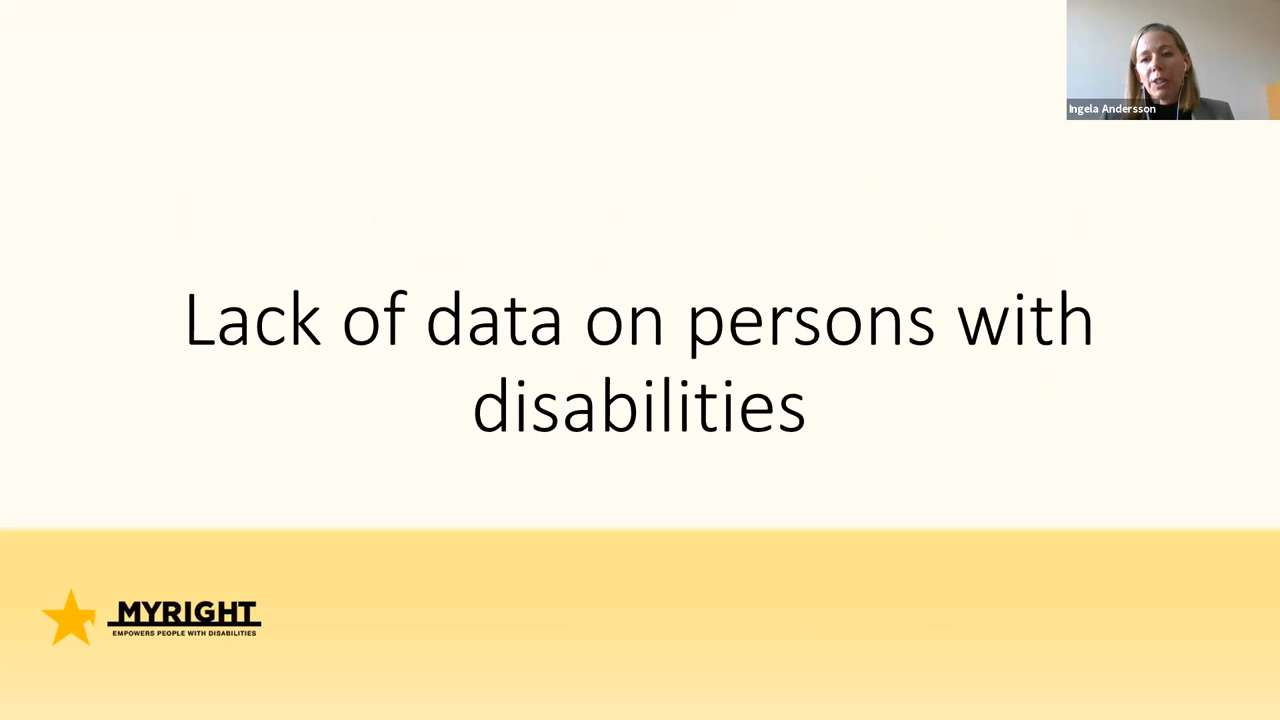 Ingela Andersson
Lack of data on persons with
disabilities
MYRIGHT
EMPOWERS PEOPLE WITH DISABILITIES